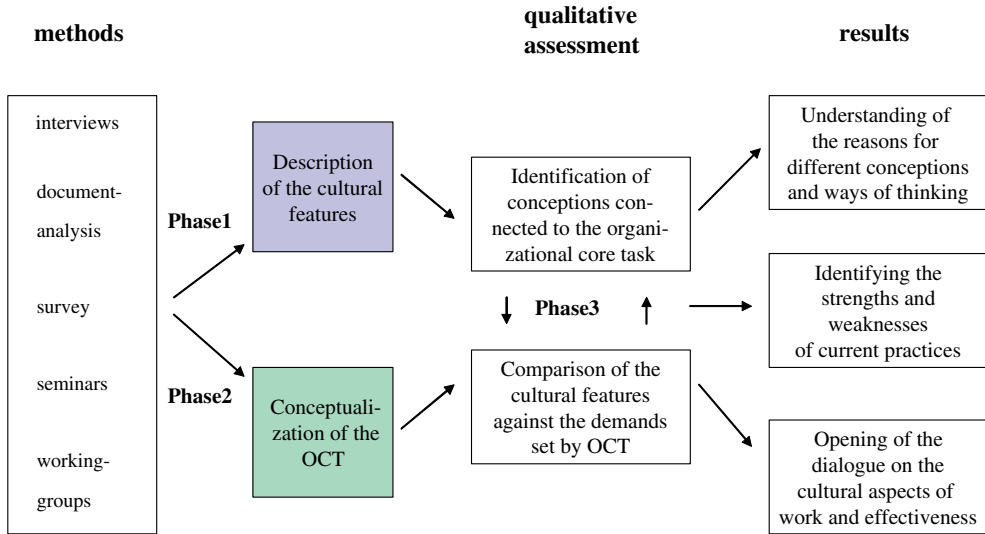 methods
qualitative
assessment
results
interviews
document-
analysis
survey
seminars
working-
groups
Phase1
Phase2
Description
of the cultural
features
Conceptuali-
zation of the
OCT
Identification of
conceptions con-
nected to the organi-
zational core task
Phase3
Comparison of the
cultural features
against the demands
set by OCT
Understanding of
the reasons for
different conceptions
and ways of thinking
Identifying the
strengths and
weaknesses
of current practices
Opening of the
dialogue on the
cultural aspects of
work and effectiveness